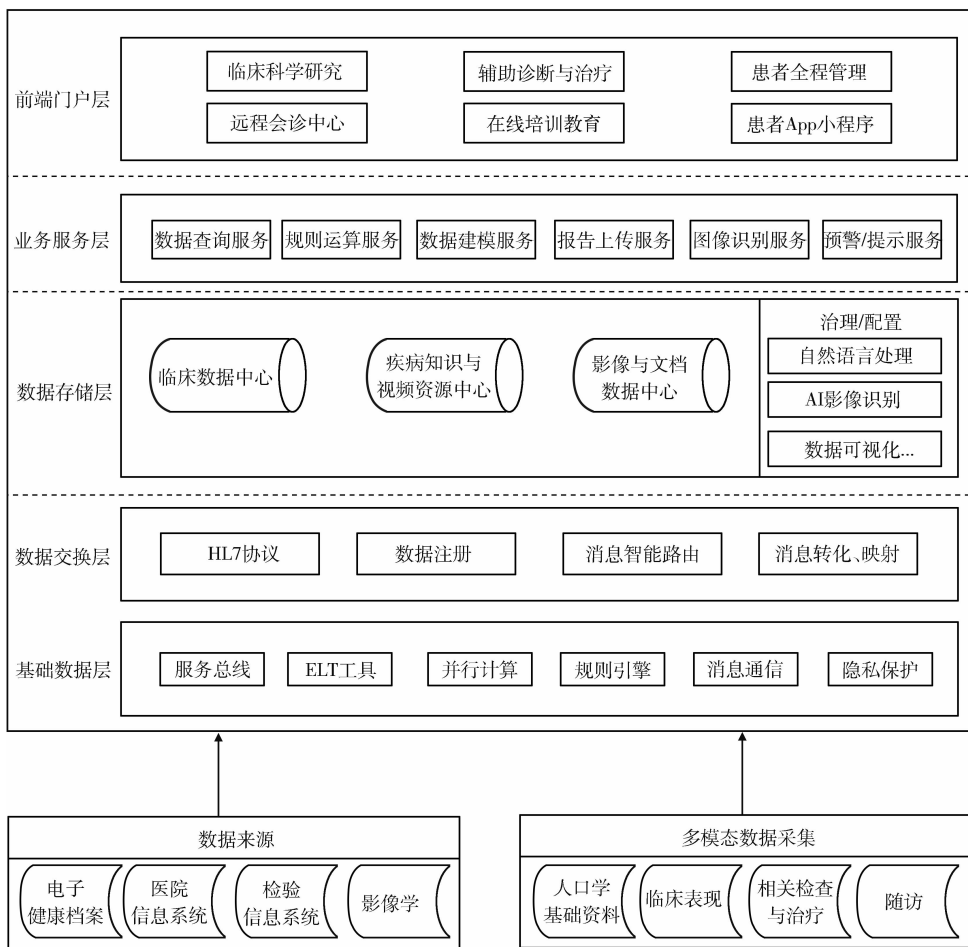 临床科学研究
辅助诊断与治疗
患者全程管理
前端门户层
远程会诊中心
在线培训教育
患者App小程序
业务服务层
数据查询服务
规则运算服务
数据建模服务
报告上传服务
图像识别服务
预警/提示服务
数据存储层
临床数据中心
疾病知识与
视频资源中心
影像与文档
数据中心
治理/配置
自然语言处理
AI影像识别
数据可视化...
数据交换层
HL7协议
数据注册
消息智能路由
消息转化、映射
基础数据层
服务总线
ELT工具
并行计算
规则引擎
消息通信
隐私保护
数据来源
电子
健康档案
医院
信息系统
检验
信息系统
影像学
多模态数据采集
人口学
基础资料
临床表现
相关检查
与治疗
随访